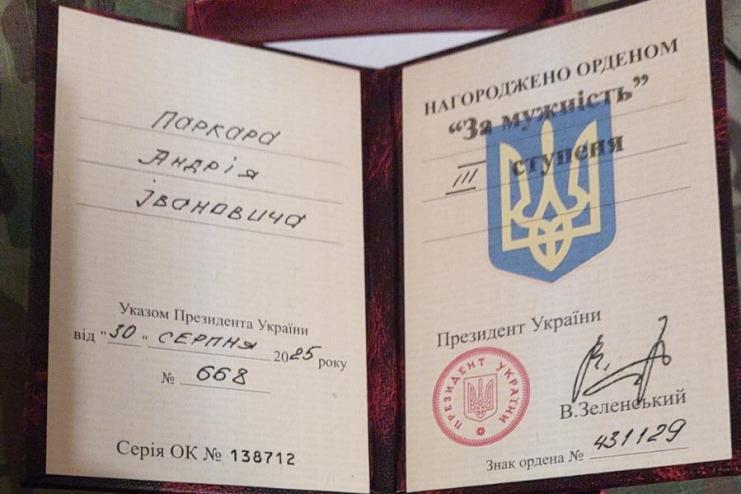 Паркара
Андрія
Івановича
Указом Президента України
від "30" серпня 2025 року
№ 668
Серія ОК № 138712
НАГОРОДЖЕНО ОРДЕНОМ
“За мужність”
III ступеня
Президент України
ПРЕЗИДЕНТ УКРАЇНИ
В.Зеленський
Знак ордена № 431129